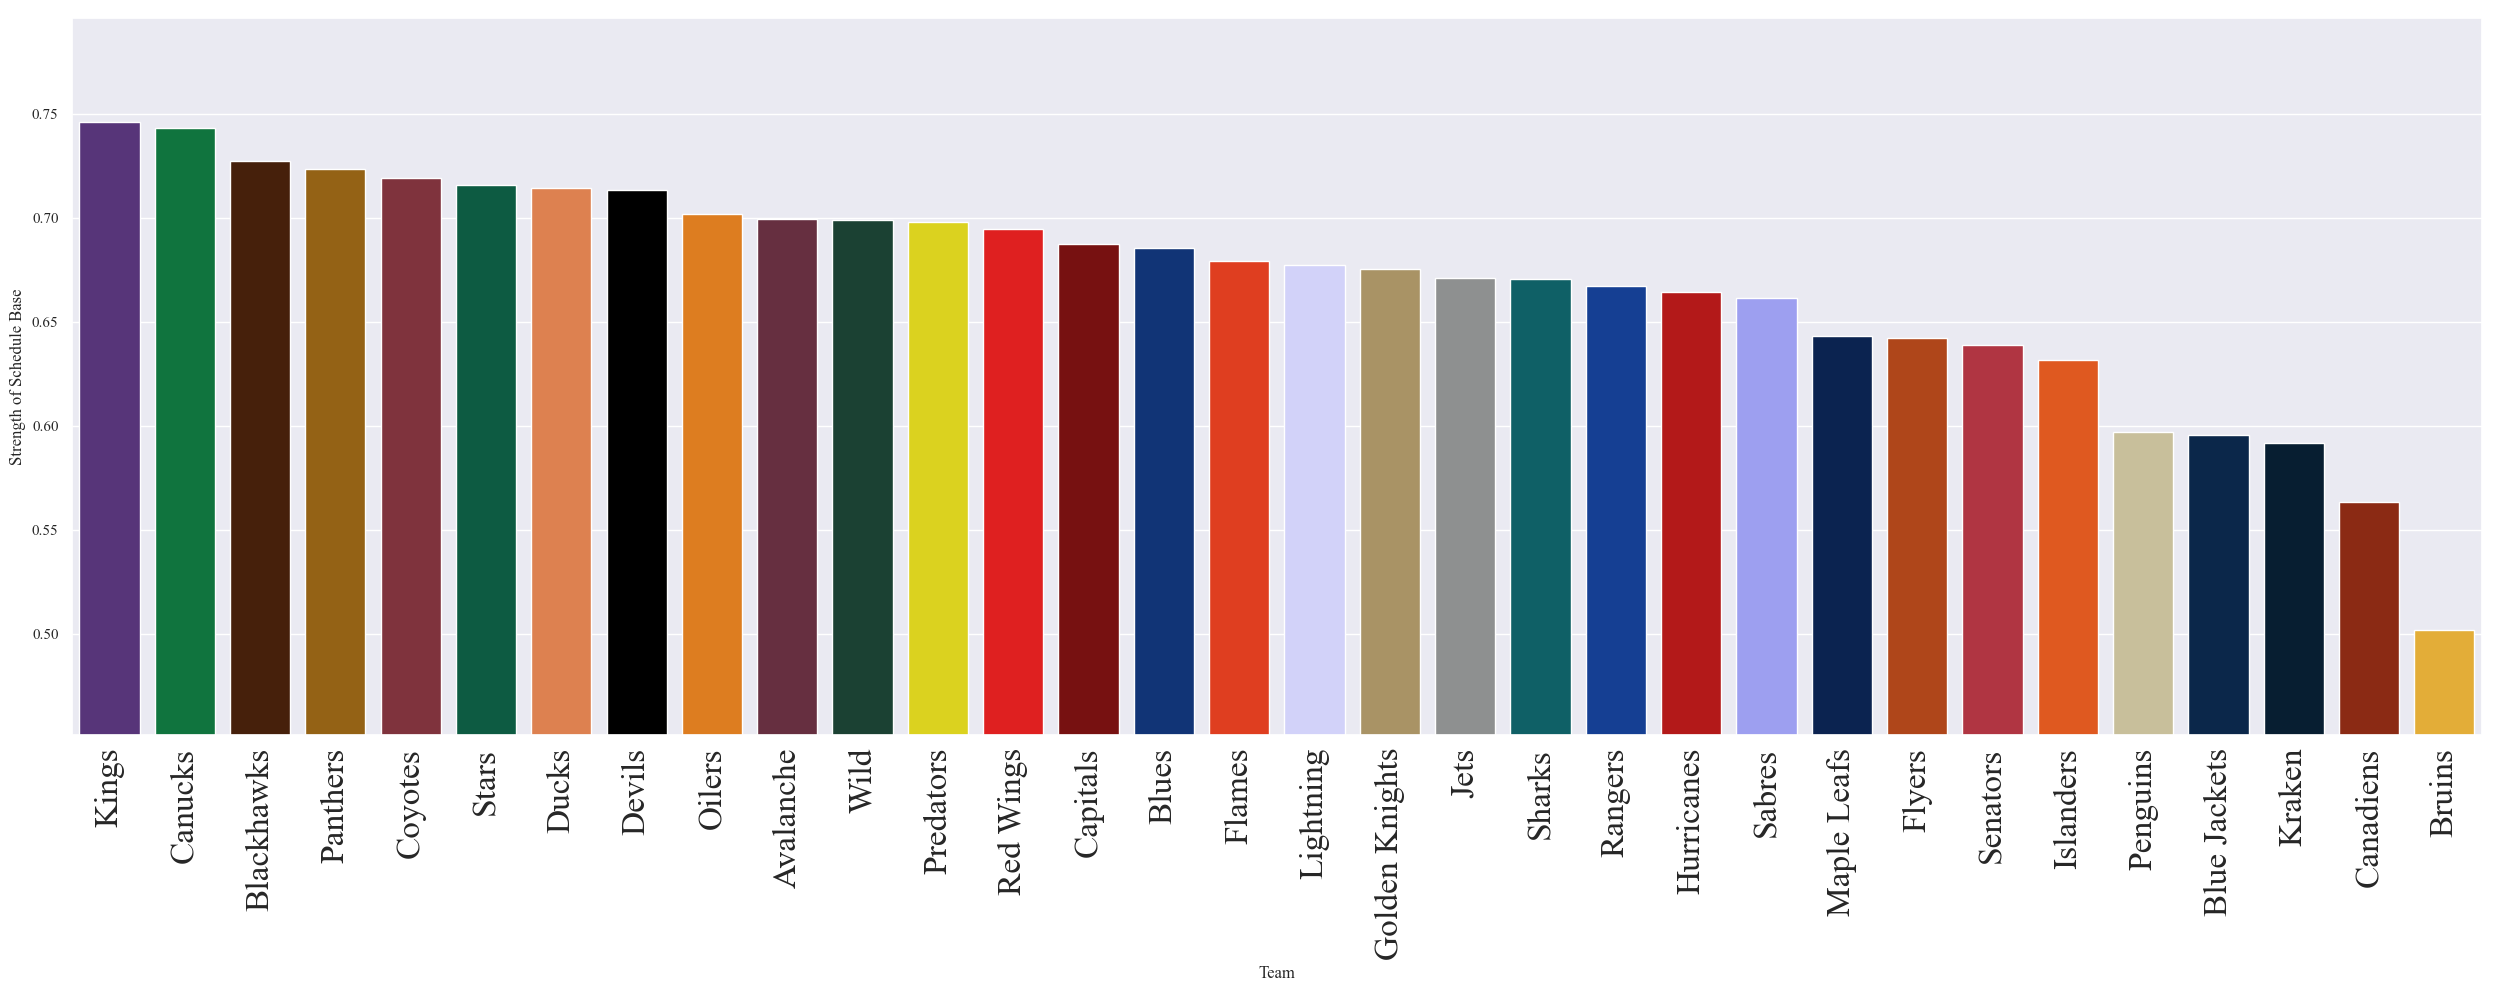 Strength of Schedule Base
0.75
0.70
0.65
0.60
0.55
0.50
Kings
Canucks
Blackhawks
Panthers
Coyotes
Stars
Ducks
Devils
Oilers
Avalanche
Wild
Predators
Red Wings
Capitals
Blues
Flames
Lightning
Golden Knights
Jets
Sharks
Rangers
Hurricanes
Sabres
Maple Leafs
Flyers
Senators
Islanders
Penguins
Blue Jackets
Kraken
Canadiens
Bruins
Team